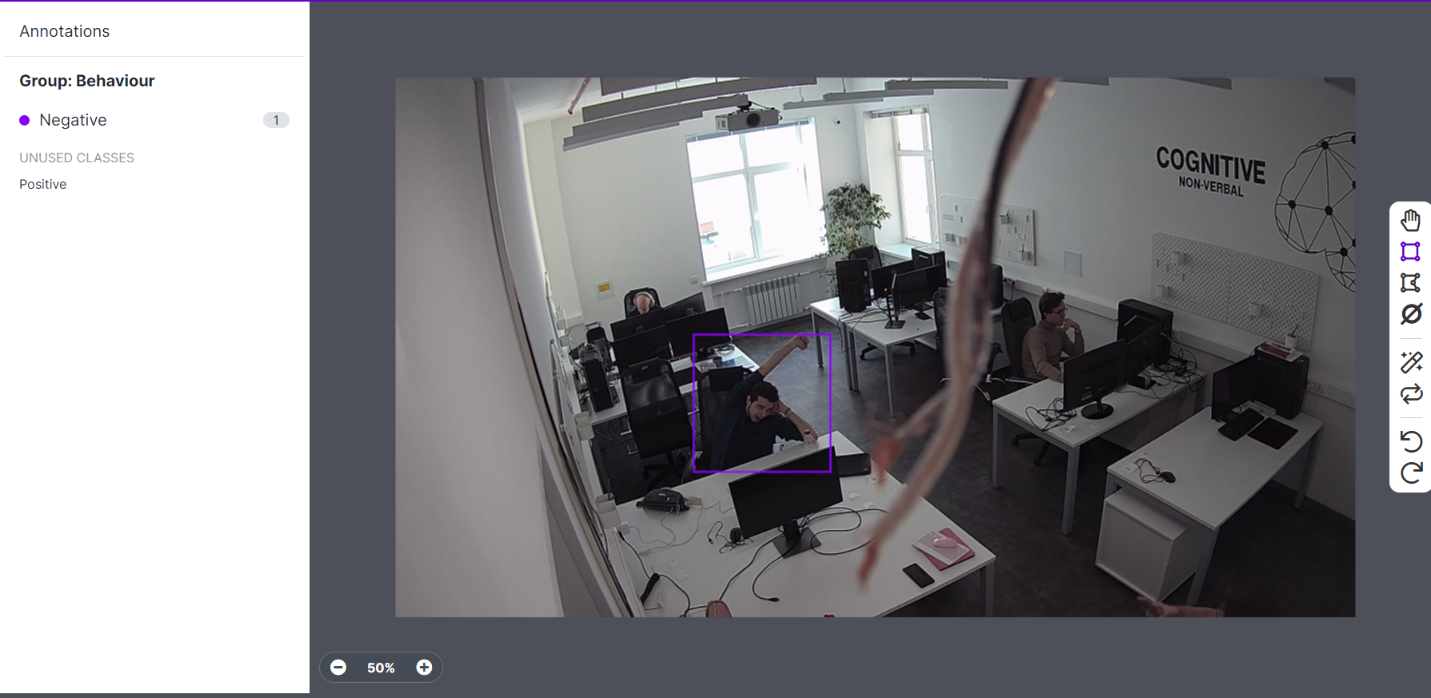 Annotations
Group: Behaviour
Negative 1
UNUSED CLASSES
Positive
COGNITIVE
NON-VERBAL
50%